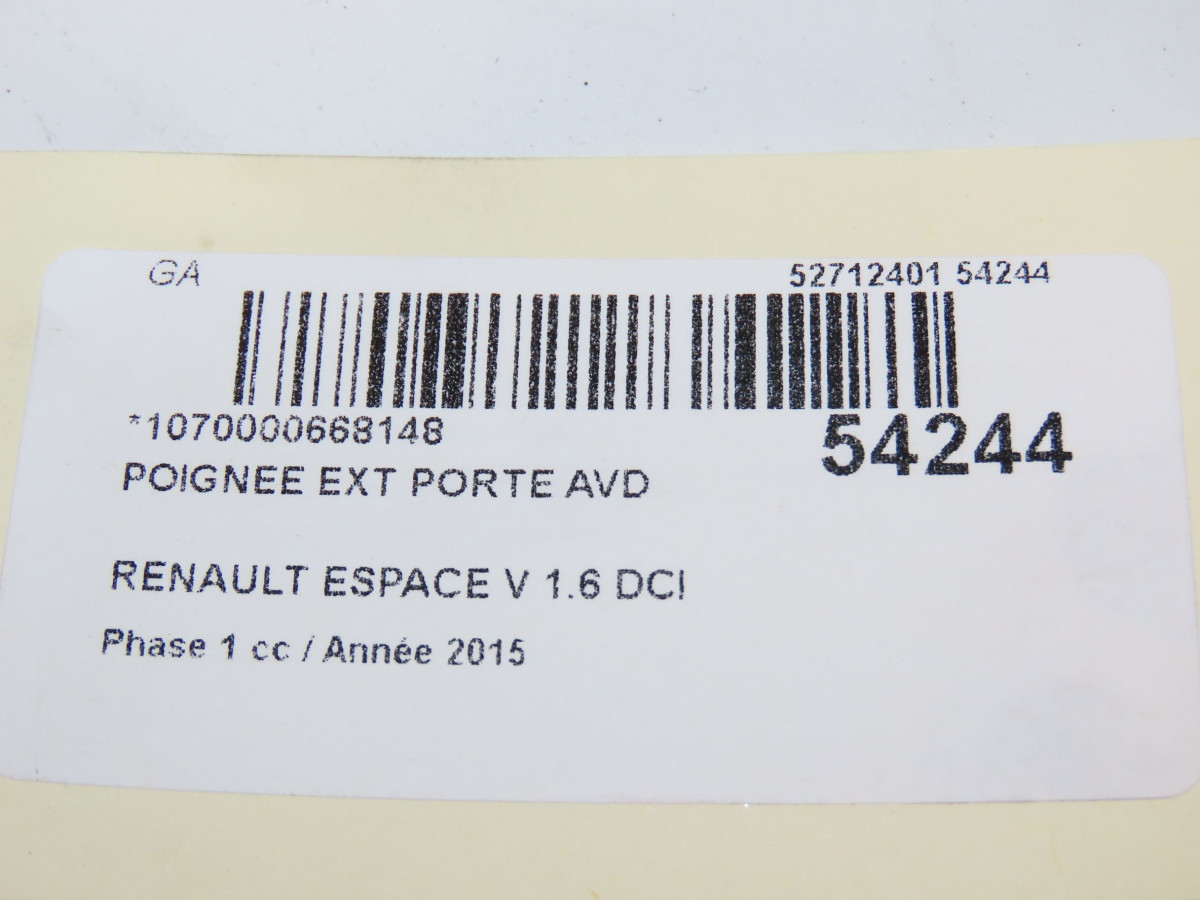 GA 52712401 54244
*1070000668148
54244
POIGNEE EXT PORTE AVD
RENAULT ESPACE V 1.6 DCI
Phase 1 cc / Année 2015